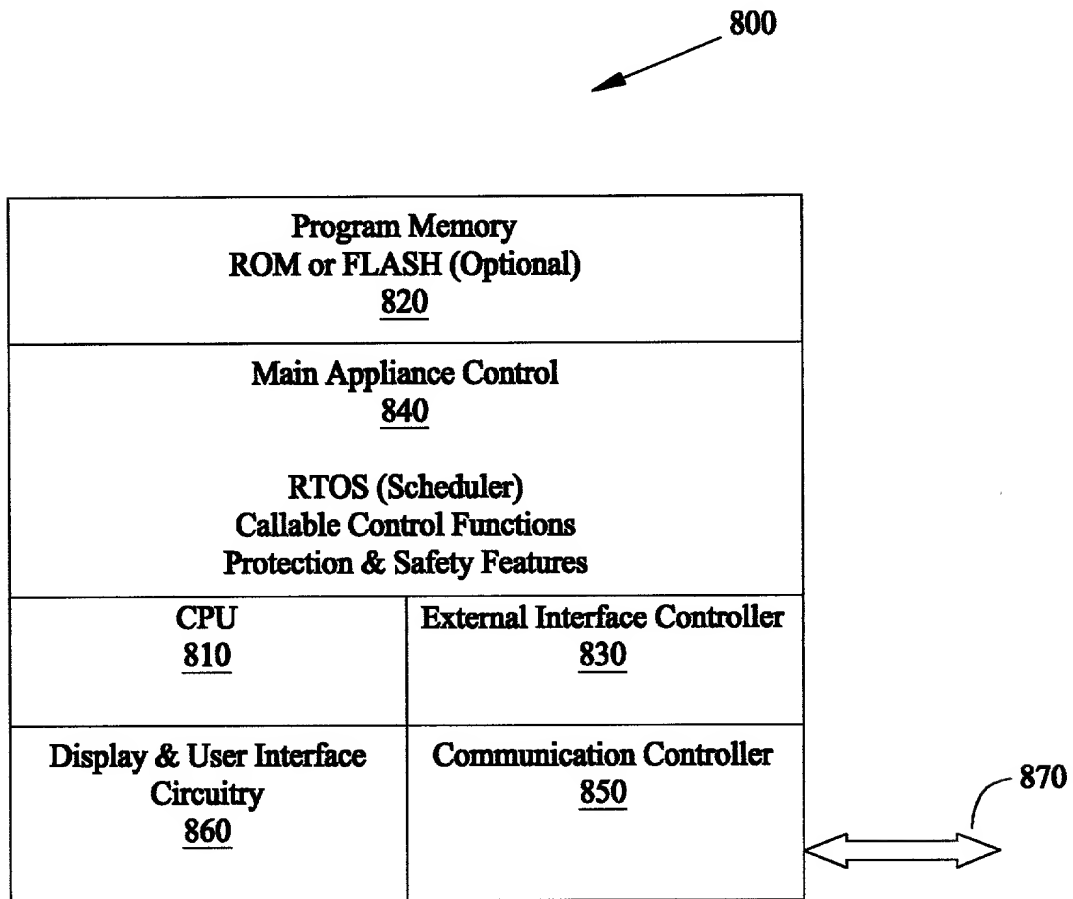 800
Program Memory
ROM or FLASH (Optional)
820
Main Appliance Control
840
RTOS (Scheduler)
Callable Control Functions
Protection & Safety Features
CPU
810
External Interface Controller
830
Display & User Interface
Circuitry
860
Communication Controller
850
870